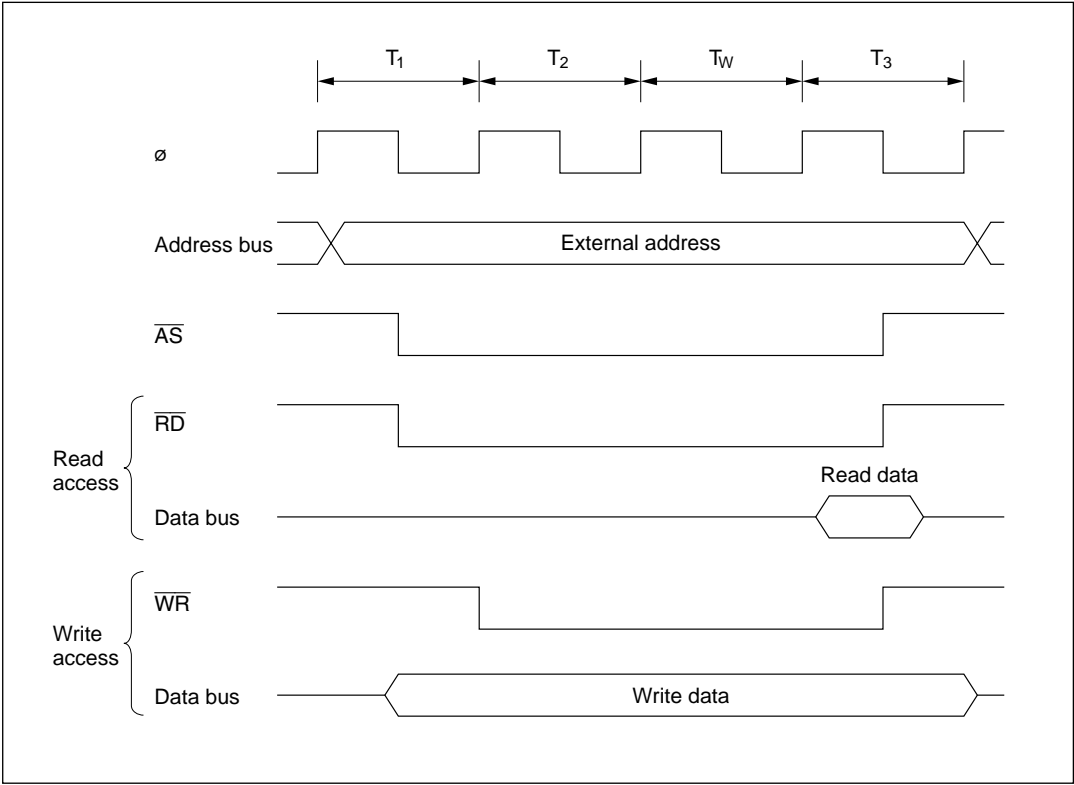 T1 T2 TW T3
ø
Address bus External address
AS
RD
Read
access
Read data
Data bus
WR
Write
access
Data bus Write data